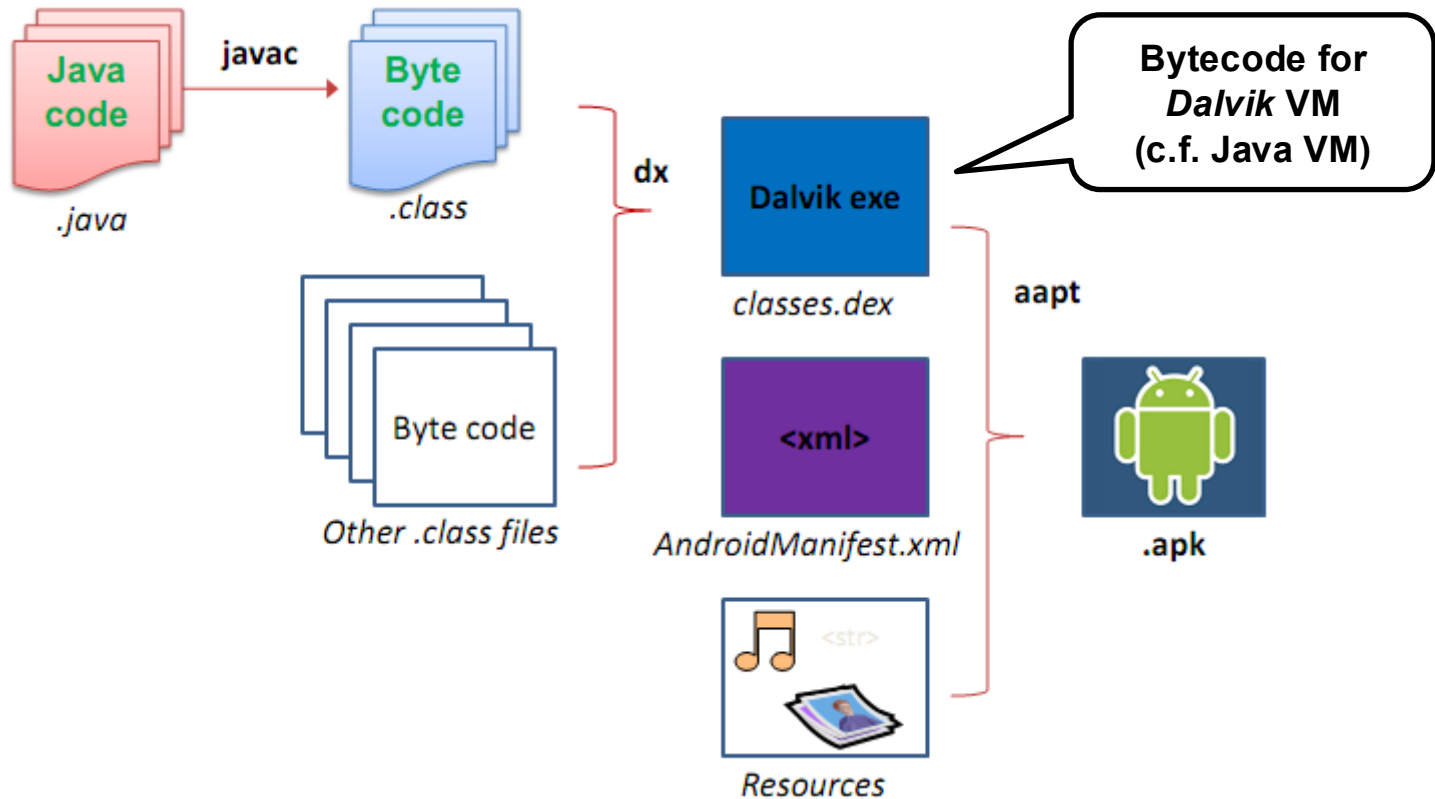 Java
code
.java
javac
Byte
code
.class
Byte code
Other .class files
dx
Dalvik exe
classes.dex
Bytecode for
Dalvik VM
(c.f. Java VM)
<xml>
AndroidManifest.xml
<str>
Resources
aapt
.apk